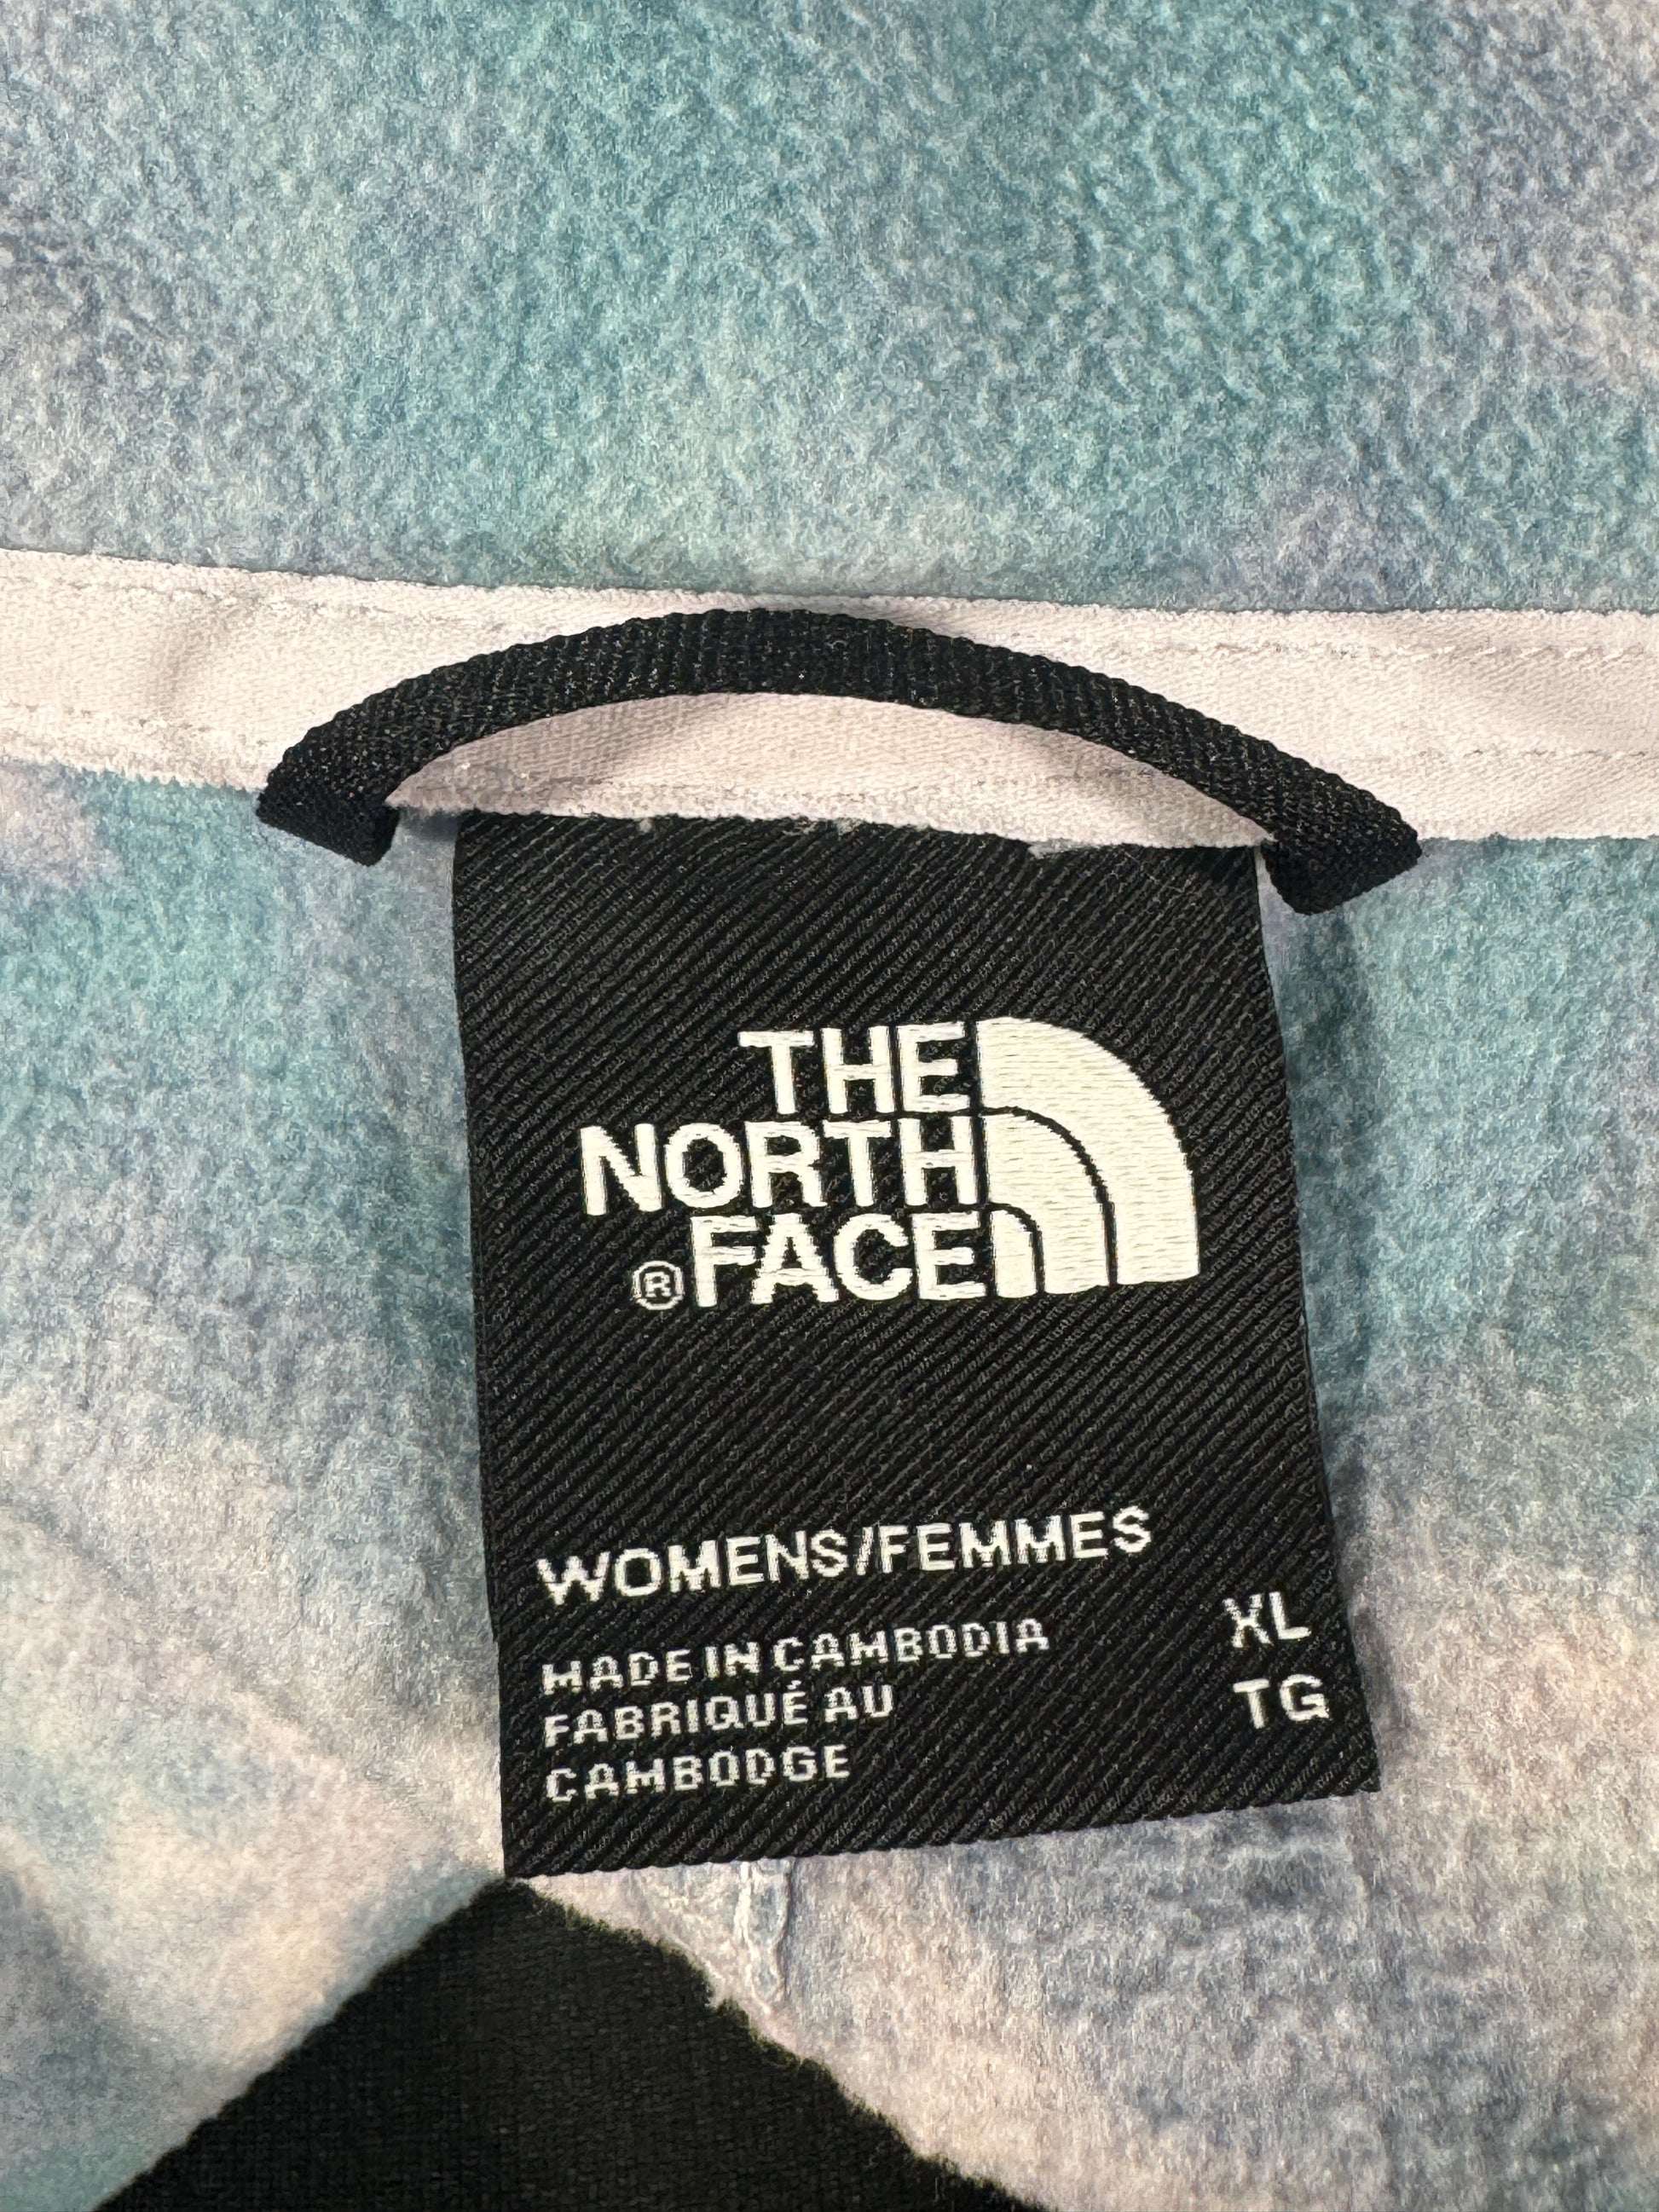 THE
NORTH
® FACE
WOMENS/FEMMES
MADE IN CAMBODIA XL
FABRIQUÉ AU TG
CAMBODGE